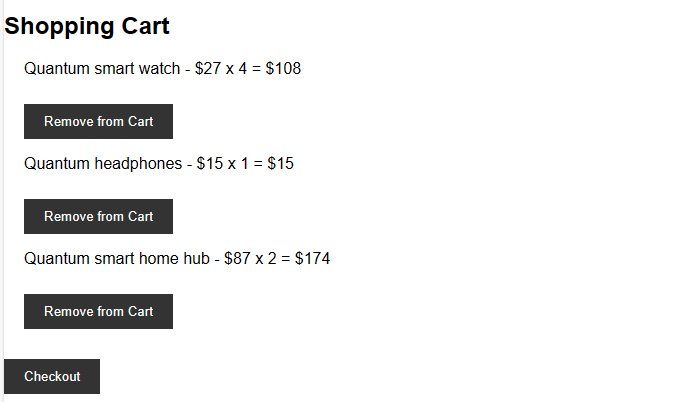 Shopping Cart
Quantum smart watch - $27 x 4 = $108
Remove from Cart
Quantum headphones - $15 x 1 = $15
Remove from Cart
Quantum smart home hub - $87 x 2 = $174
Remove from Cart
Checkout